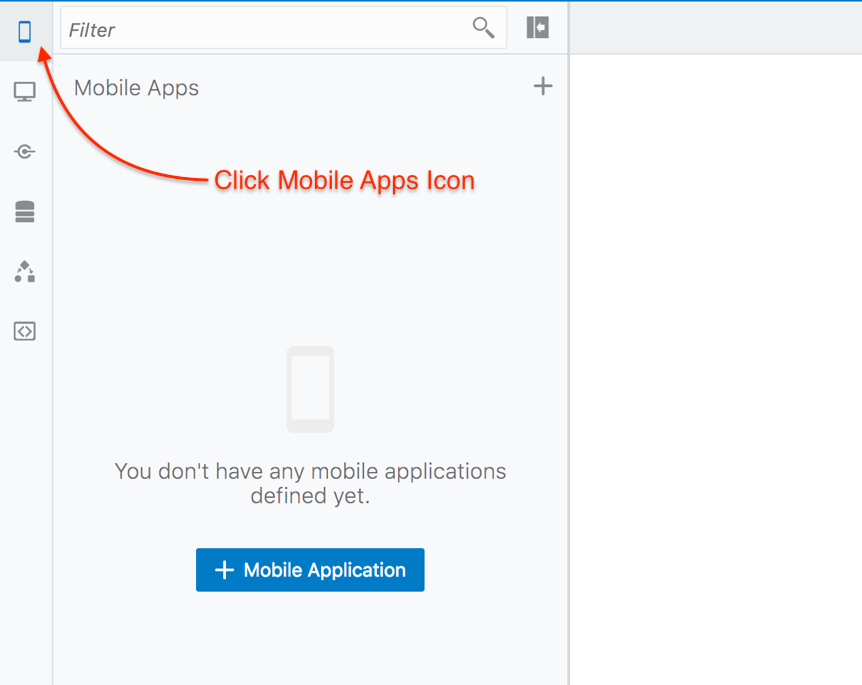 Filter
Mobile Apps
Click Mobile Apps Icon
You don't have any mobile applications
defined yet.
Mobile Application